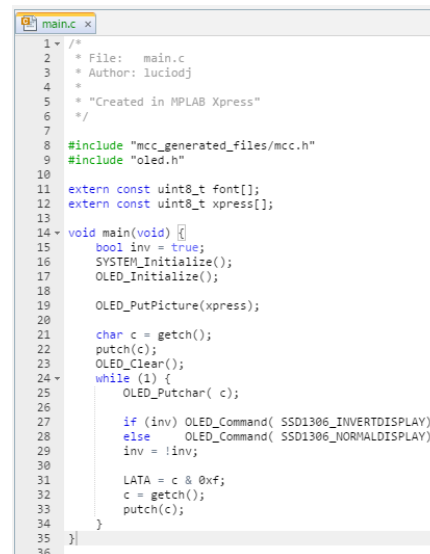 main.c ×
1 /*
2  * File:   main.c
3  * Author: luciodj
4  *
5  * "Created in MPLAB Xpress"
6  */
7
8 #include "mcc_generated_files/mcc.h"
9 #include "oled.h"
10
11 extern const uint8_t font[];
12 extern const uint8_t xpress[];
13
14 void main(void) {
15     bool inv = true;
16     SYSTEM_Initialize();
17     OLED_Initialize();
18
19     OLED_PutPicture(xpress);
20
21     char c = getch();
22     putch(c);
23     OLED_Clear();
24     while (1) {
25         OLED_Putchar( c);
26
27         if (inv) OLED_Command( SSD1306_INVERTDISPLAY)
28         else     OLED_Command( SSD1306_NORMALDISPLAY)
29         inv = !inv;
30
31         LATA = c & 0xf;
32         c = getch();
33         putch(c);
34     }
35 }
36